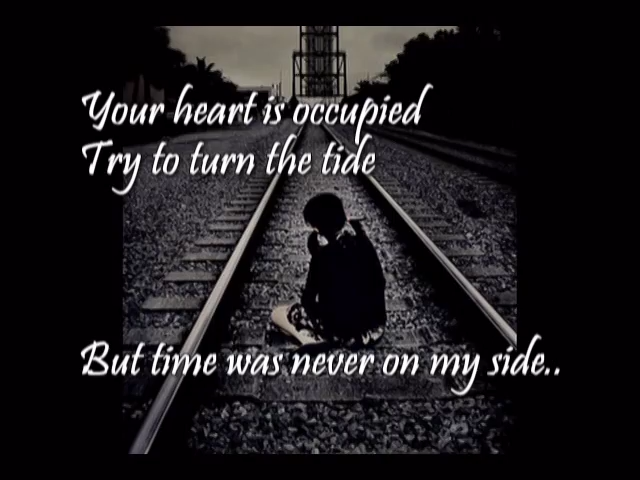 Your heart is occupied
Try to turn the tide
But time was never on my side..